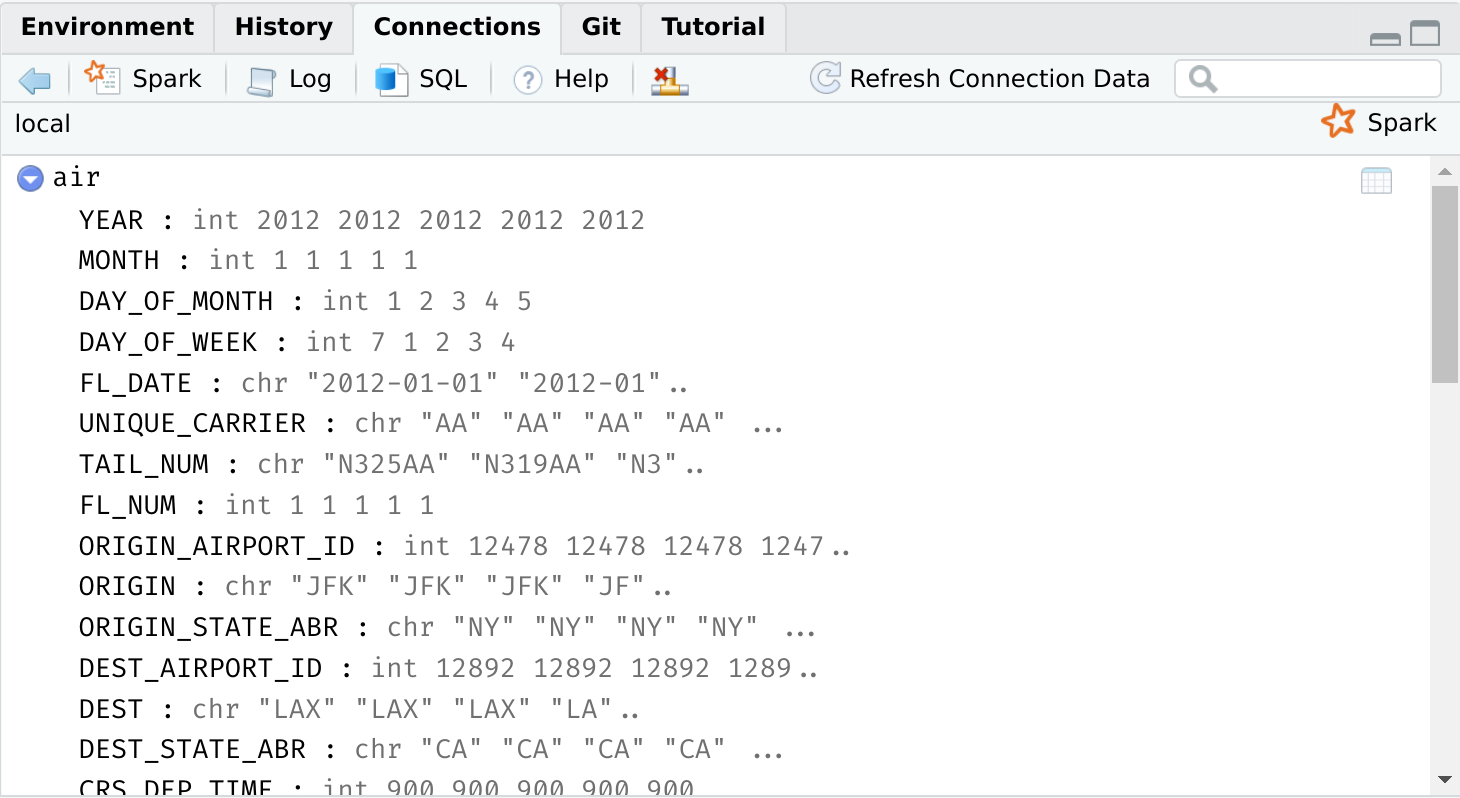 Environment History Connections Git Tutorial
Spark Log SQL ? Help Refresh Connection Data
local Spark
air
YEAR : int 2012 2012 2012 2012 2012
MONTH : int 1 1 1 1 1
DAY_OF_MONTH : int 1 2 3 4 5
DAY_OF_WEEK : int 7 1 2 3 4
FL_DATE : chr "2012-01-01" "2012-01"..
UNIQUE_CARRIER : chr "AA" "AA" "AA" "AA" ...
TAIL_NUM : chr "N325AA" "N319AA" "N3"..
FL_NUM : int 1 1 1 1 1
ORIGIN_AIRPORT_ID : int 12478 12478 12478 1247..
ORIGIN : chr "JFK" "JFK" "JFK" "JF"..
ORIGIN_STATE_ABR : chr "NY" "NY" "NY" "NY" ...
DEST_AIRPORT_ID : int 12892 12892 12892 1289..
DEST : chr "LAX" "LAX" "LAX" "LA"..
DEST_STATE_ABR : chr "CA" "CA" "CA" "CA" ...
CRS_DEP_TIME : int 900 900 900 900 900